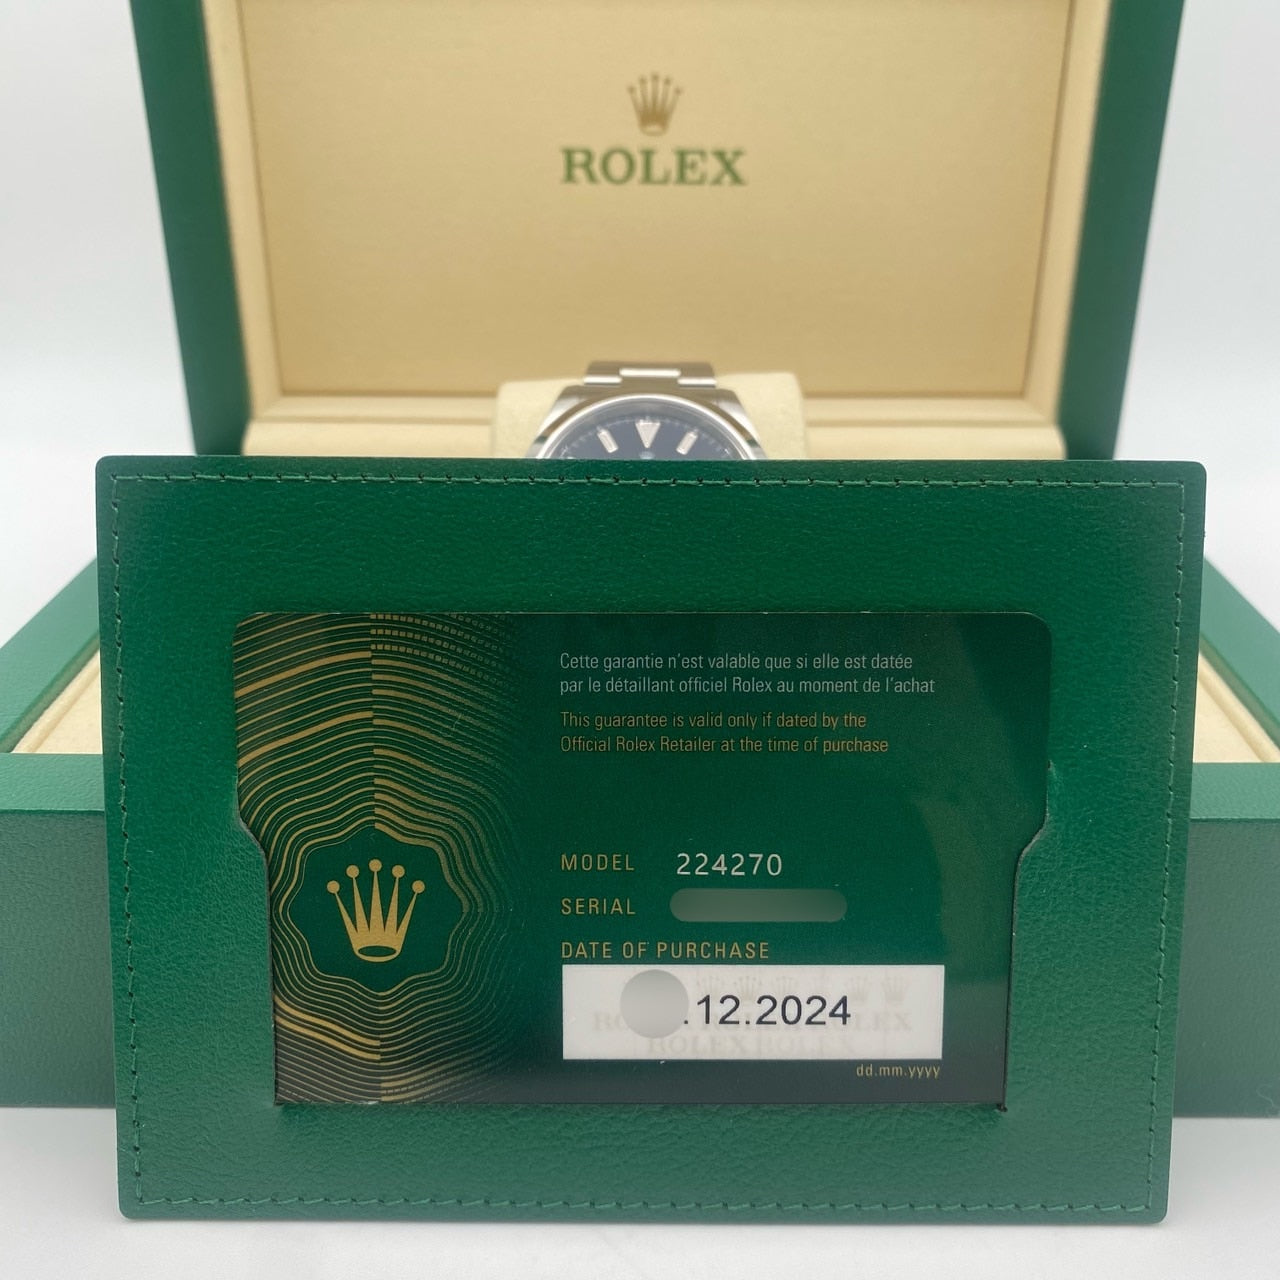 ROLEX
Cette garantie n'est valable que si elle est datée
par le détaillant officiel Rolex au moment de l'achat
This guarantee is valid only if dated by the
Official Rolex Retailer at the time of purchase
MODEL 224270
SERIAL
DATE OF PURCHASE
.12.2024
ROLEX ROLEX
dd.mm.yyyy